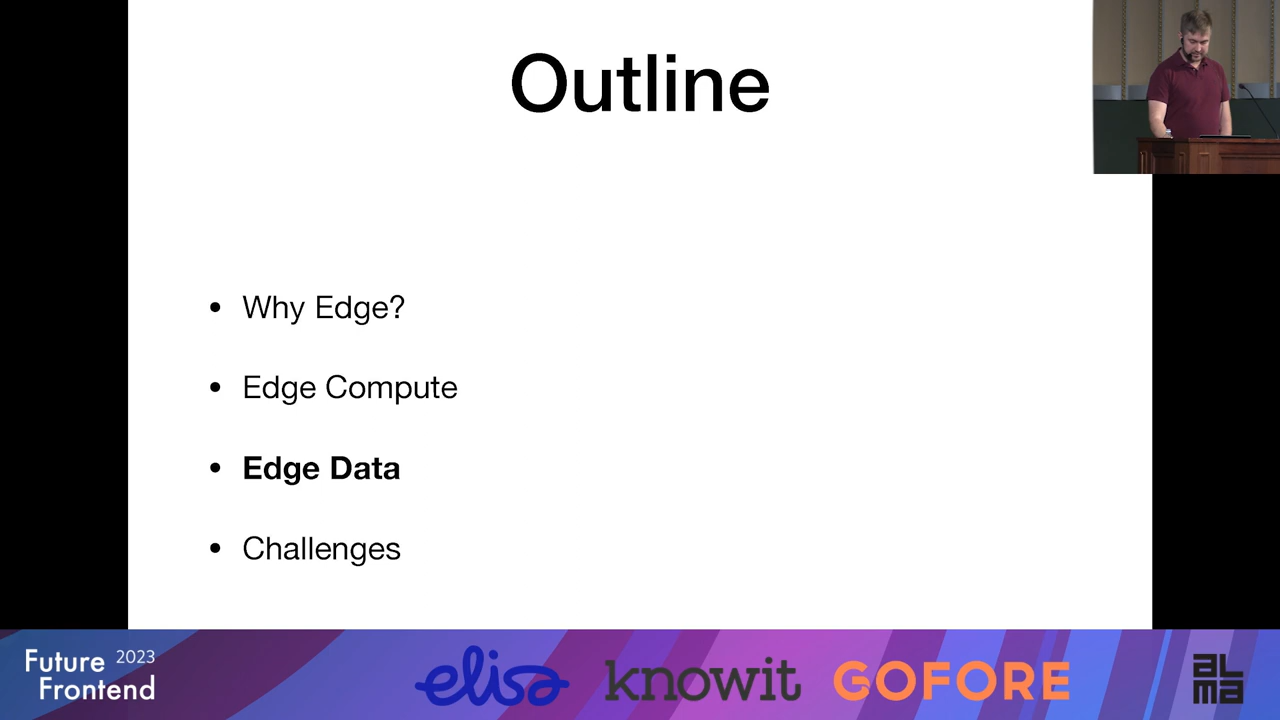 Outline
• Why Edge?
• Edge Compute
• Edge Data
• Challenges
Future 2023
Frontend
elisa
knowit
GOFORE
aLma